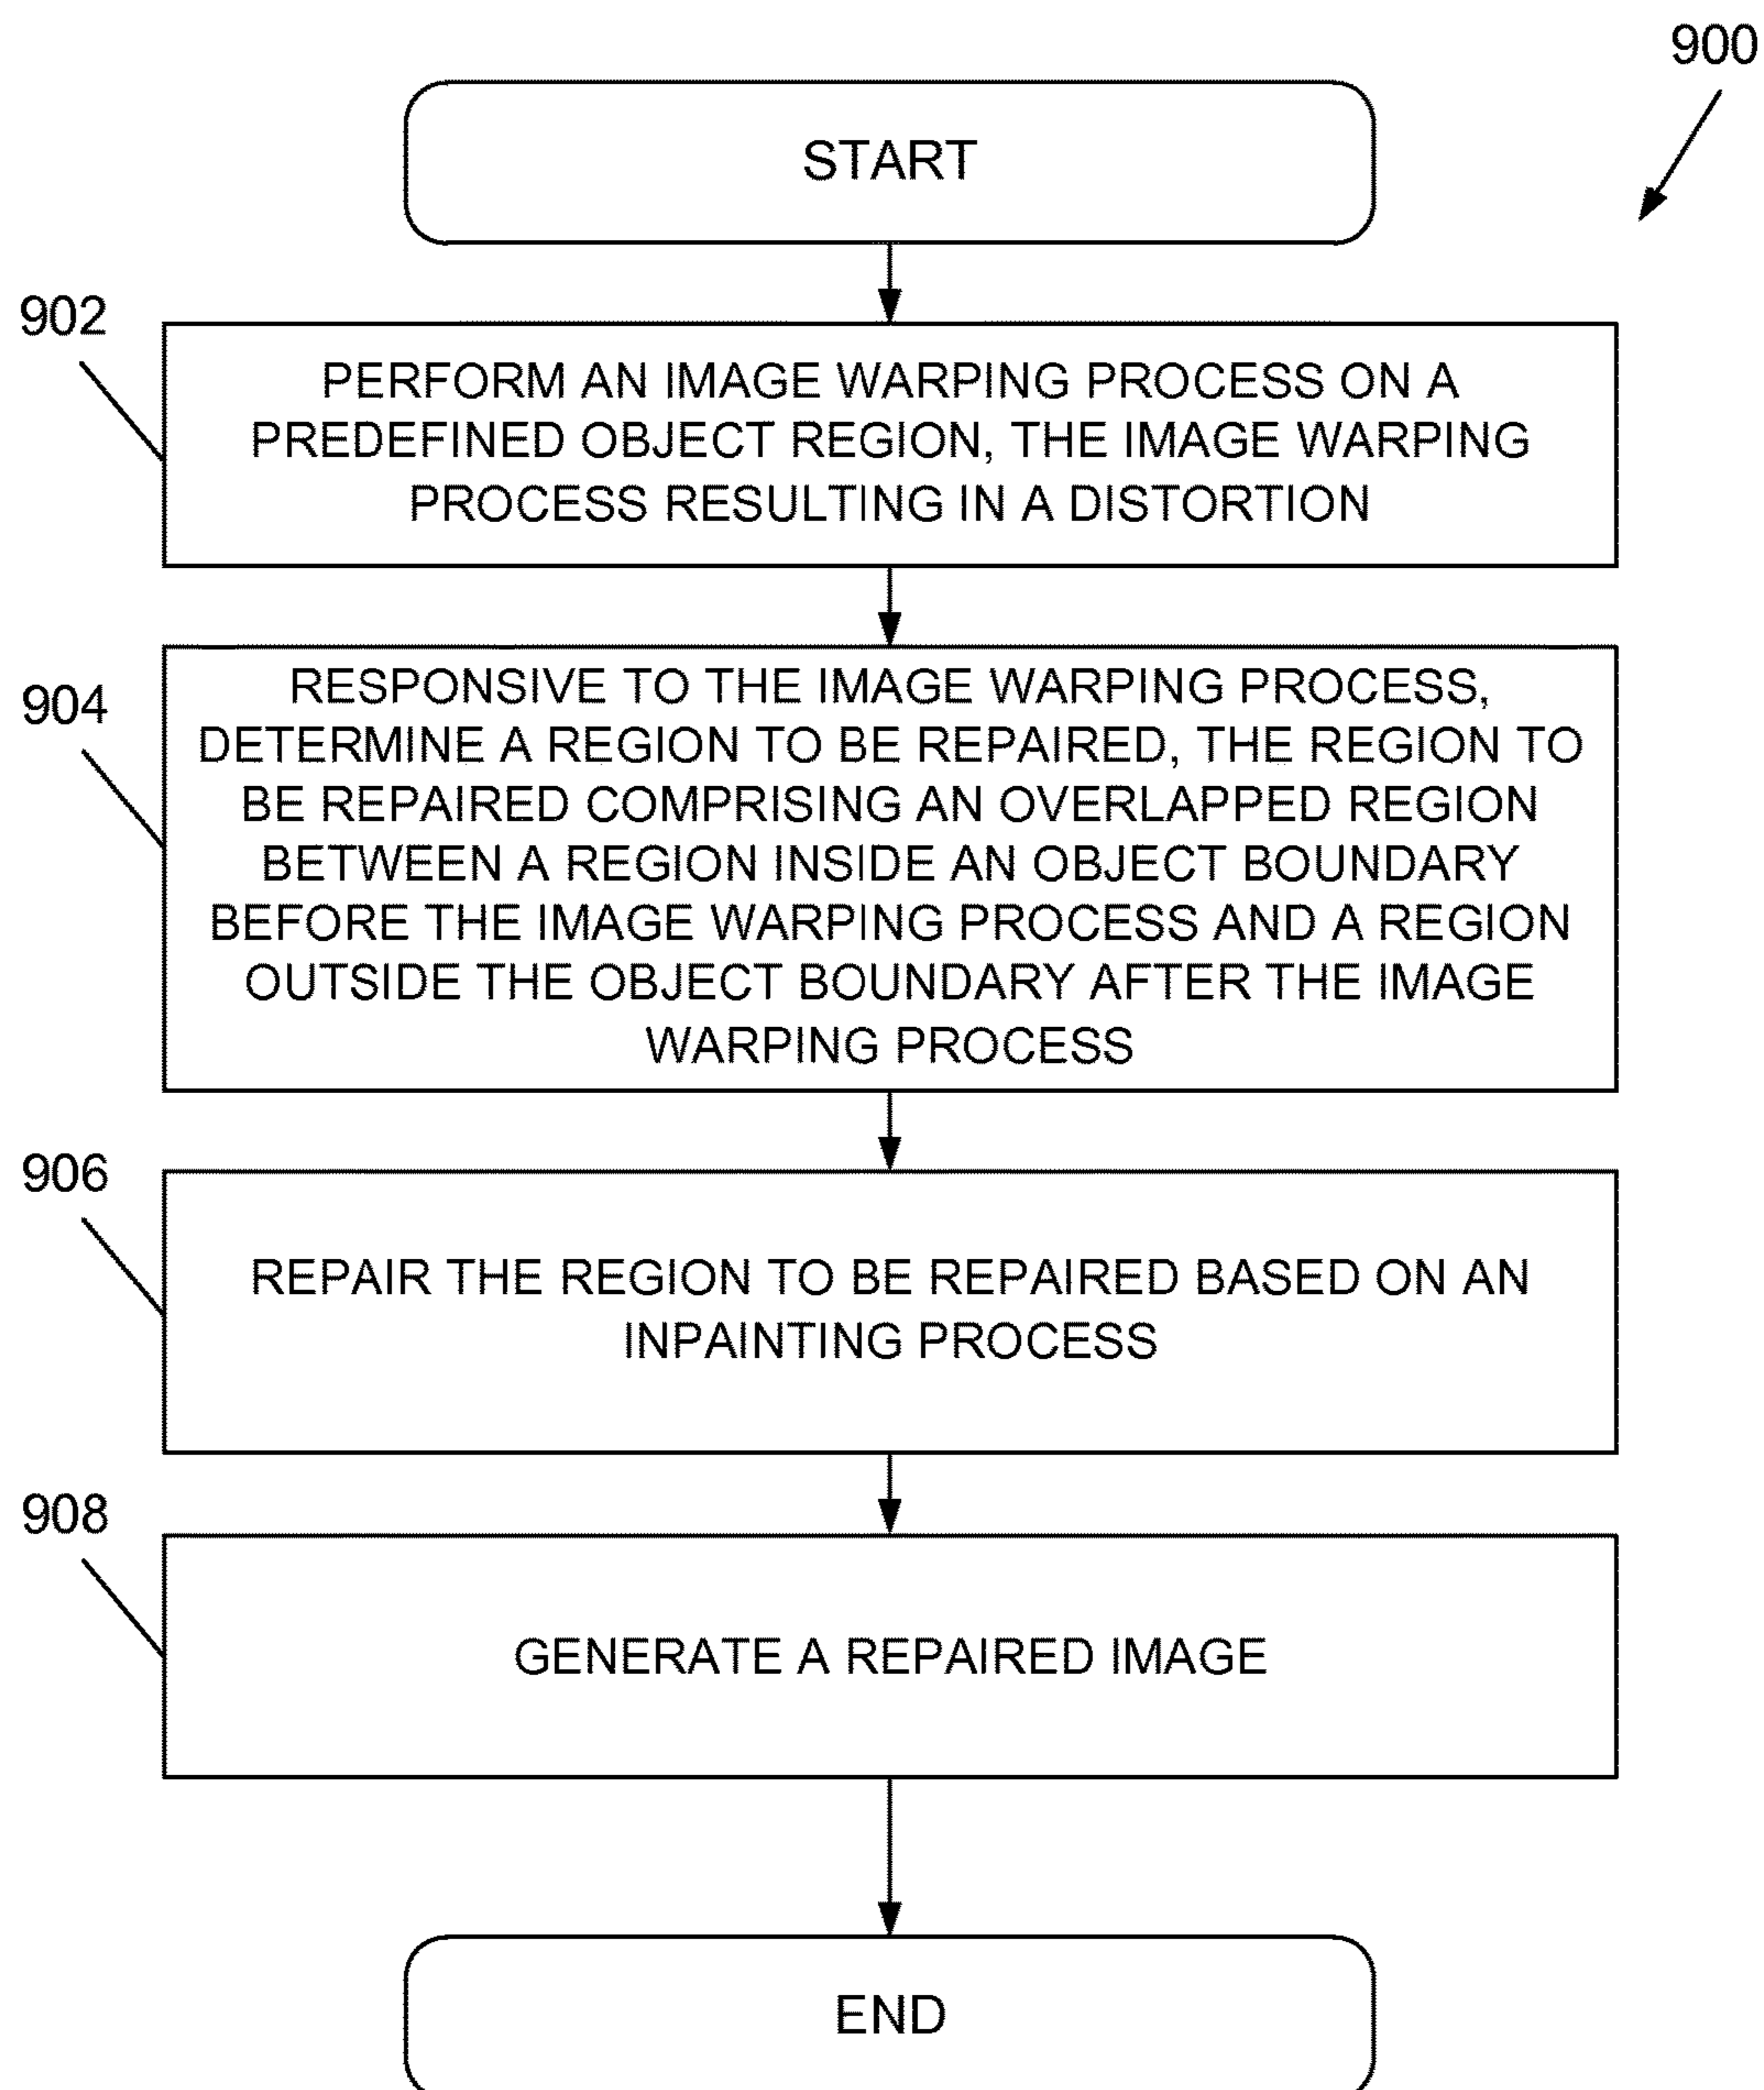 900
START
902
PERFORM AN IMAGE WARPING PROCESS ON A
PREDEFINED OBJECT REGION, THE IMAGE WARPING
PROCESS RESULTING IN A DISTORTION
904
RESPONSIVE TO THE IMAGE WARPING PROCESS,
DETERMINE A REGION TO BE REPAIRED, THE REGION TO
BE REPAIRED COMPRISING AN OVERLAPPED REGION
BETWEEN A REGION INSIDE AN OBJECT BOUNDARY
BEFORE THE IMAGE WARPING PROCESS AND A REGION
OUTSIDE THE OBJECT BOUNDARY AFTER THE IMAGE
WARPING PROCESS
906
REPAIR THE REGION TO BE REPAIRED BASED ON AN
INPAINTING PROCESS
908
GENERATE A REPAIRED IMAGE
END